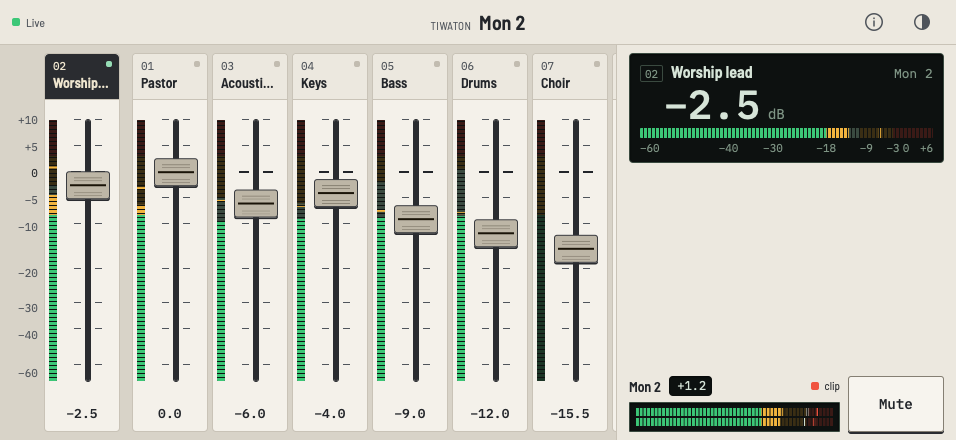 Live
TIWATON Mon 2
02
Worship...
01
Pastor
03
Acousti...
04
Keys
05
Bass
06
Drums
07
Choir
+10
+5
0
−5
−10
−20
−30
−40
−60
−2.5
0.0
−6.0
−4.0
−9.0
−12.0
−15.5
02 Worship lead Mon 2
−2.5 dB
−60 −40 −30 −18 −9 −3 0 +6
Mon 2 +1.2 clip
Mute